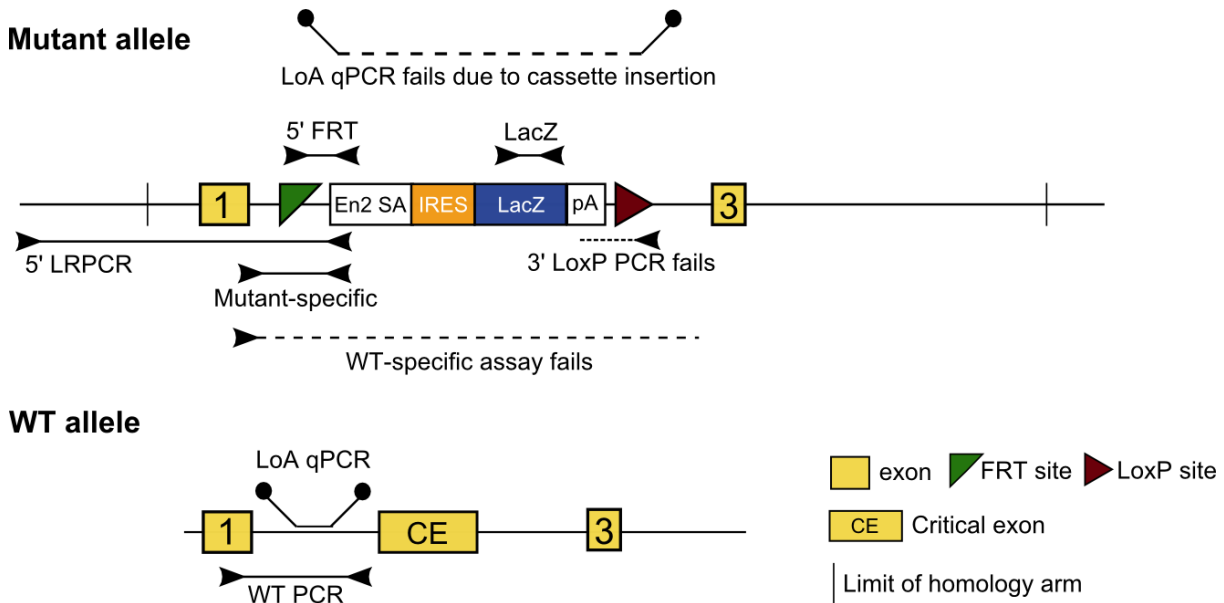 Mutant allele
LoA qPCR fails due to cassette insertion
5' FRT
LacZ
1
En2 SA
IRES
LacZ
pA
3
5' LRPCR
3' LoxP PCR fails
Mutant-specific
WT-specific assay fails
WT allele
LoA qPCR
1
CE
3
WT PCR
exon
FRT site
LoxP site
CE
Critical exon
Limit of homology arm